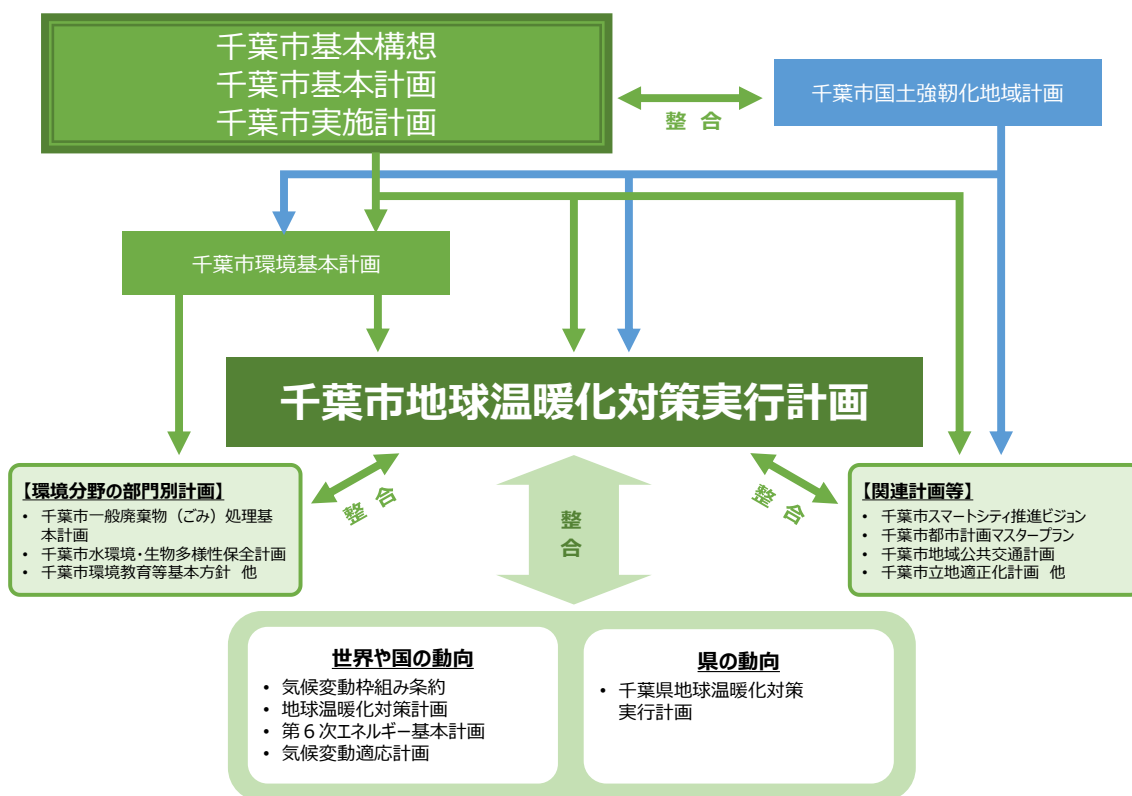 千葉市基本構想
千葉市基本計画
千葉市実施計画
整合
千葉市国土強靭化地域計画
千葉市環境基本計画
千葉市地球温暖化対策実行計画
【環境分野の部門別計画】
• 千葉市一般廃棄物（ごみ）処理基
本計画
• 千葉市水環境・生物多様性保全計画
• 千葉市環境教育等基本方針 他
整合
整合
整合
【関連計画等】
• 千葉市スマートシティ推進ビジョン
• 千葉市都市計画マスタープラン
• 千葉市地域公共交通計画
• 千葉市立地適正化計画 他
世界や国の動向
• 気候変動枠組み条約
• 地球温暖化対策計画
• 第６次エネルギー基本計画
• 気候変動適応計画
県の動向
• 千葉県地球温暖化対策
実行計画